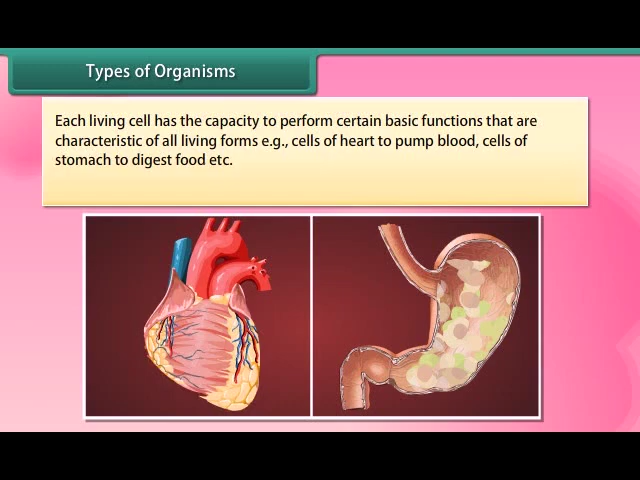 Types of Organisms
Each living cell has the capacity to perform certain basic functions that are
characteristic of all living forms e.g., cells of heart to pump blood, cells of
stomach to digest food etc.